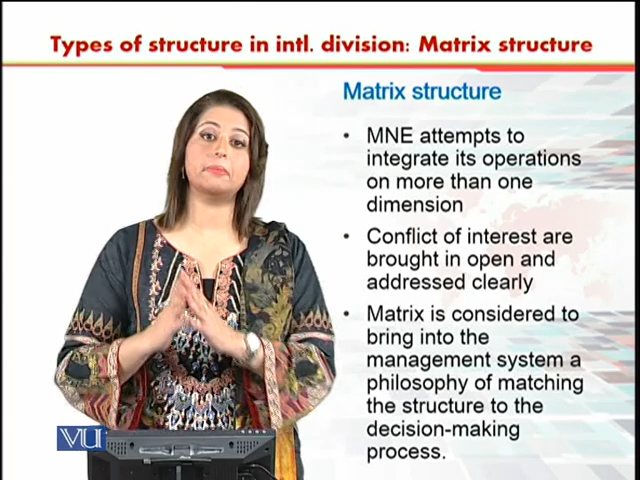 Types of structure in intl. division: Matrix structure
Matrix structure
• MNE attempts to
integrate its operations
on more than one
dimension
• Conflict of interest are
brought in open and
addressed clearly
• Matrix is considered to
bring into the
management system a
philosophy of matching
the structure to the
decision-making
process.
VU